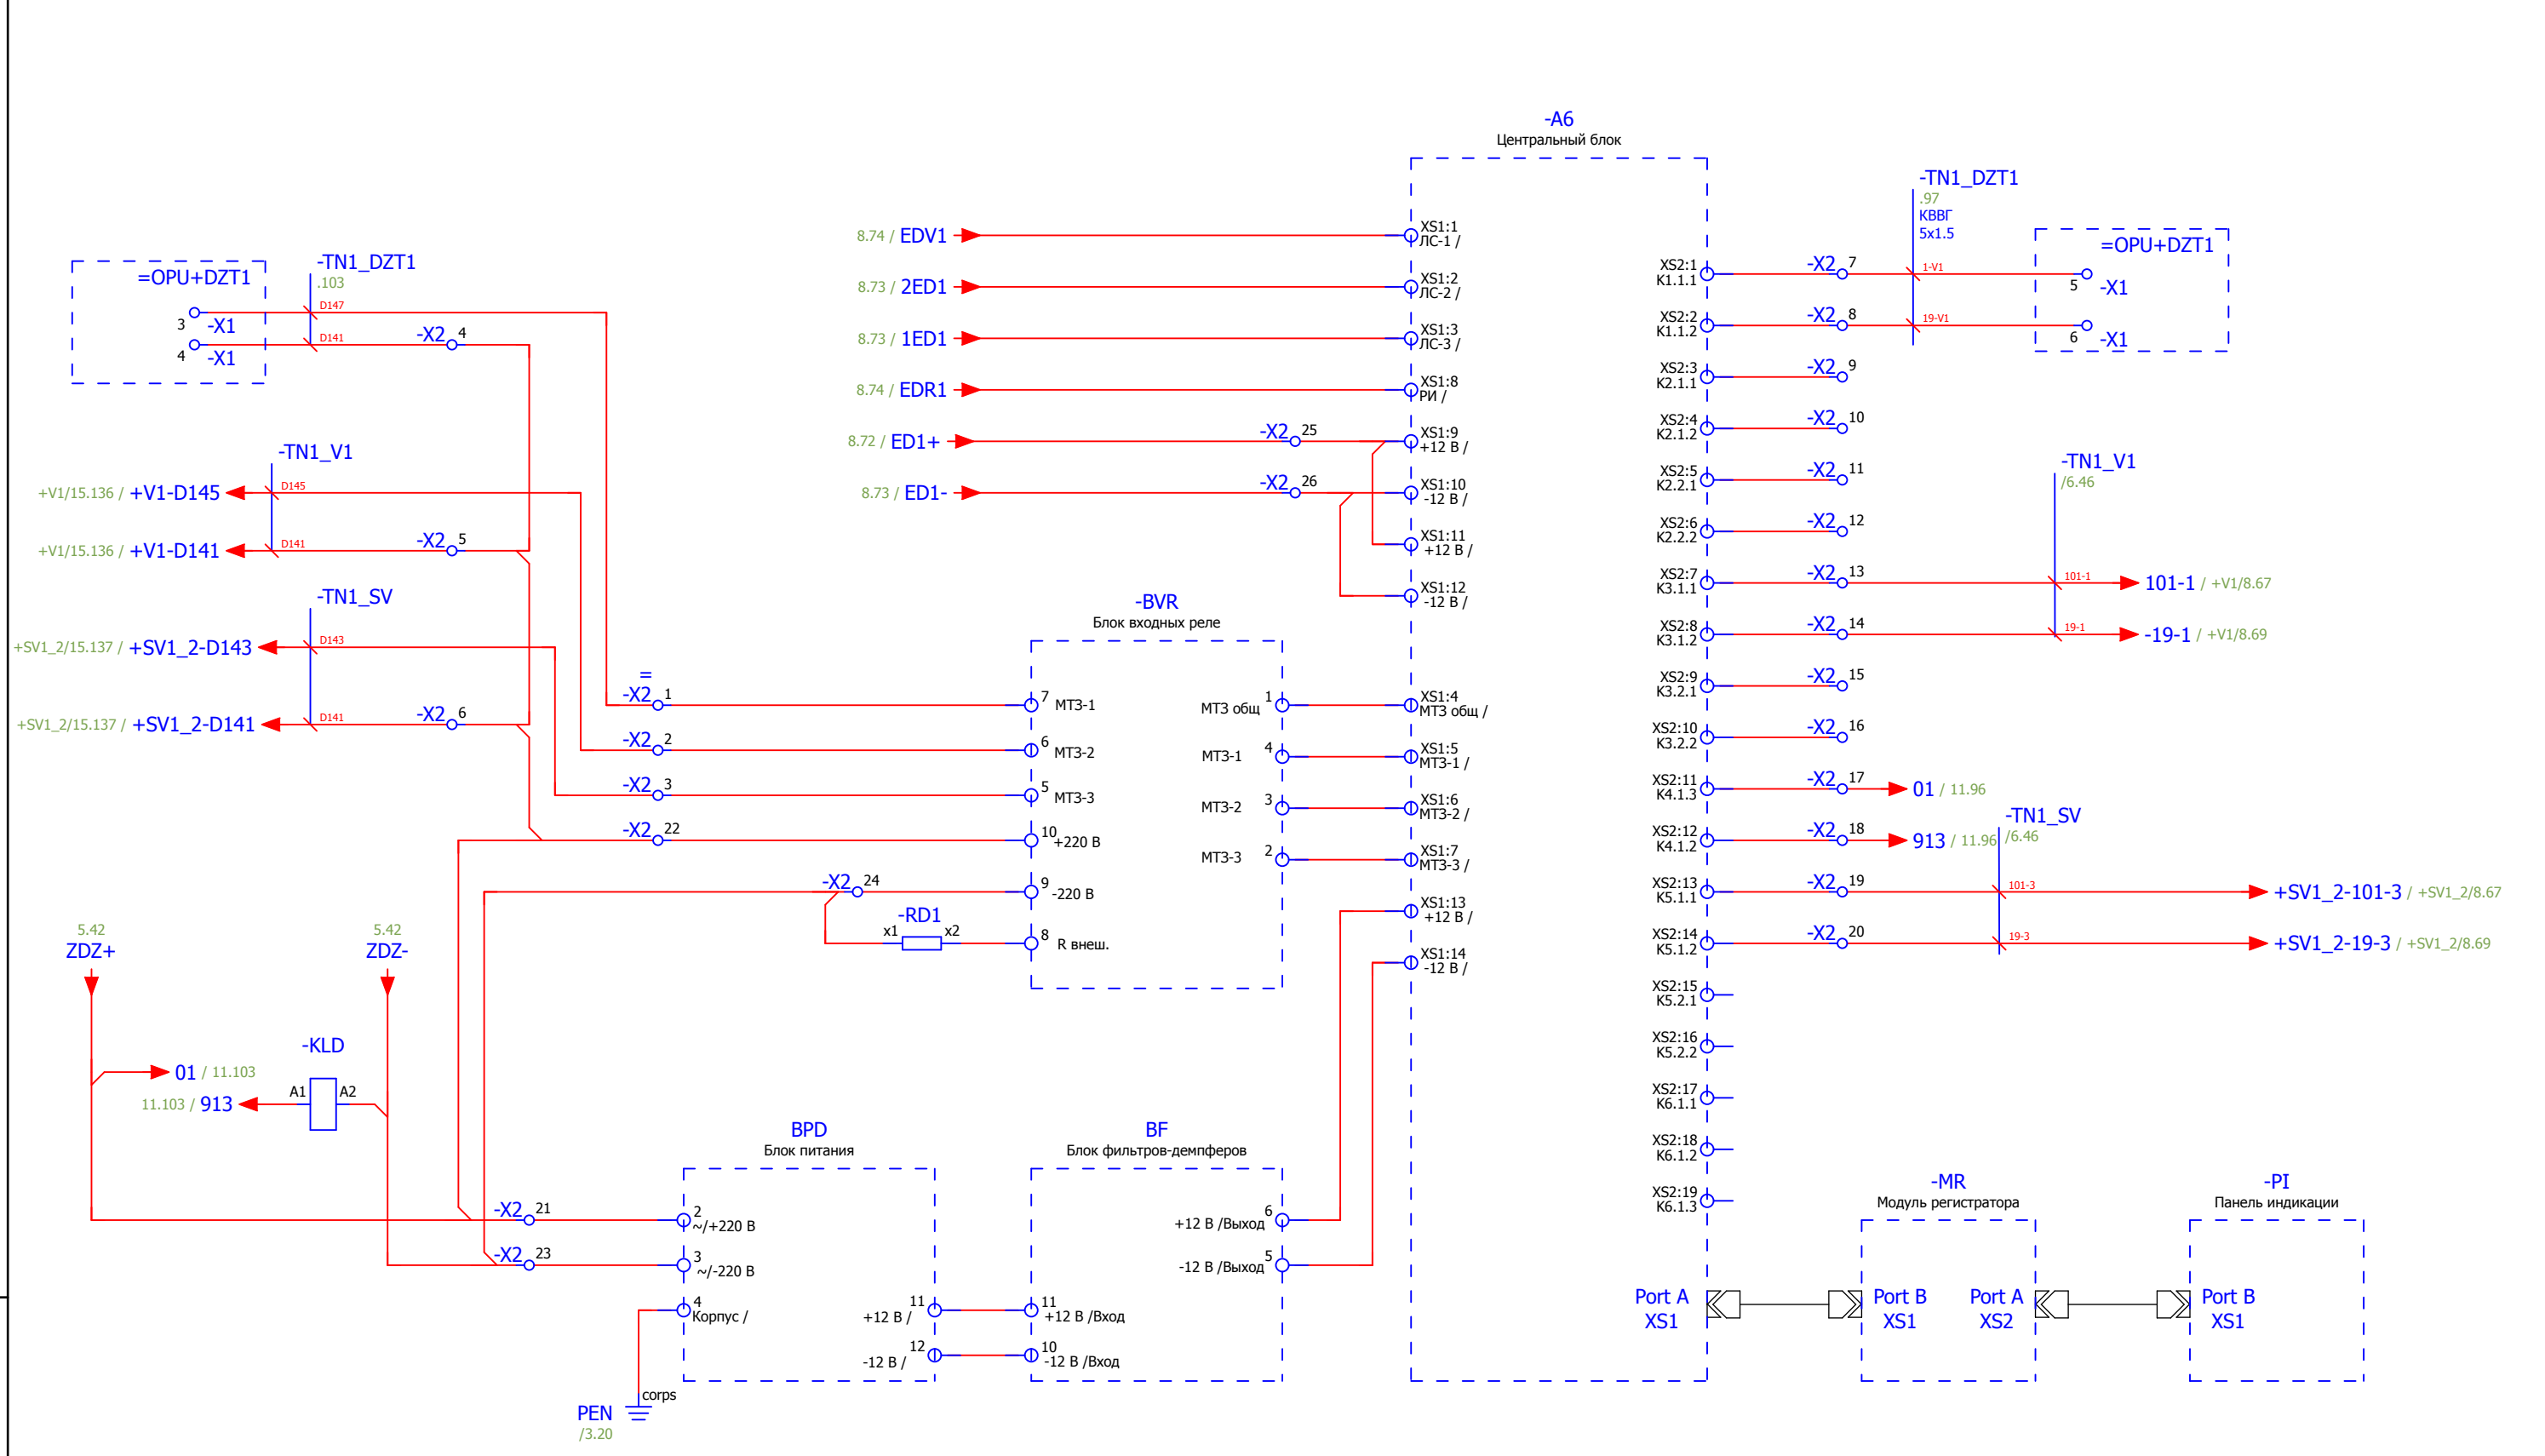 -A6
Центральный блок
-TN1_DZT1
.97
КВВГ
5x1.5
=OPU+DZT1
1-V1
5
-X1
19-V1
6
-X1
=OPU+DZT1
-TN1_DZT1
.103
3
-X1
D147
4
-X1
D141
-X2
4
-TN1_V1
+V1/15.136 / +V1-D145
D145
+V1/15.136 / +V1-D141
D141
-X2
5
-TN1_SV
+SV1_2/15.137 / +SV1_2-D143
D143
+SV1_2/15.137 / +SV1_2-D141
D141
-X2
6
8.74 / EDV1
8.73 / 2ED1
8.73 / 1ED1
8.74 / EDR1
8.72 / ED1+
-X2
25
8.73 / ED1-
-X2
26
XS1:1
ЛС-1 /
XS1:2
ЛС-2 /
XS1:3
ЛС-3 /
XS1:8
РИ /
XS1:9
+12 В /
XS1:10
-12 В /
XS1:11
+12 В /
XS1:12
-12 В /
XS1:4
МТЗ общ /
XS1:5
МТЗ-1 /
XS1:6
МТЗ-2 /
XS1:7
МТЗ-3 /
XS1:13
+12 В /
XS1:14
-12 В /
-BVR
Блок входных реле
=
-X2
1
7
МТЗ-1
-X2
2
6
МТЗ-2
-X2
3
5
МТЗ-3
-X2
22
10
+220 В
-X2
24
9
-220 В
-RD1
x1
x2
8
R внеш.
МТЗ общ
1
МТЗ-1
4
МТЗ-2
3
МТЗ-3
2
XS2:1
K1.1.1
-X2
7
XS2:2
K1.1.2
-X2
8
XS2:3
K2.1.1
-X2
9
XS2:4
K2.1.2
-X2
10
XS2:5
K2.2.1
-X2
11
XS2:6
K2.2.2
-X2
12
XS2:7
K3.1.1
-X2
13
XS2:8
K3.1.2
-X2
14
XS2:9
K3.2.1
-X2
15
XS2:10
K3.2.2
-X2
16
XS2:11
K4.1.3
-X2
17
01 / 11.96
XS2:12
K4.1.2
-X2
18
913 / 11.96
XS2:13
K5.1.1
-X2
19
XS2:14
K5.1.2
-X2
20
XS2:15
K5.2.1
XS2:16
K5.2.2
XS2:17
K6.1.1
XS2:18
K6.1.2
XS2:19
K6.1.3
-TN1_V1
/6.46
101-1
101-1 / +V1/8.67
19-1
-19-1 / +V1/8.69
-TN1_SV
/6.46
101-3
+SV1_2-101-3 / +SV1_2/8.67
19-3
+SV1_2-19-3 / +SV1_2/8.69
5.42
ZDZ+
5.42
ZDZ-
01 / 11.103
-KLD
A1
A2
11.103 / 913
-X2
21
-X2
23
BPD
Блок питания
2
~/+220 В
3
~/-220 В
4
Корпус /
11
+12 В /
12
-12 В /
corps
PEN
/3.20
BF
Блок фильтров-демпферов
+12 В /Выход
6
-12 В /Выход
5
11
+12 В /Вход
10
-12 В /Вход
-MR
Модуль регистратора
-PI
Панель индикации
Port A
XS1
Port B
XS1
Port A
XS2
Port B
XS1